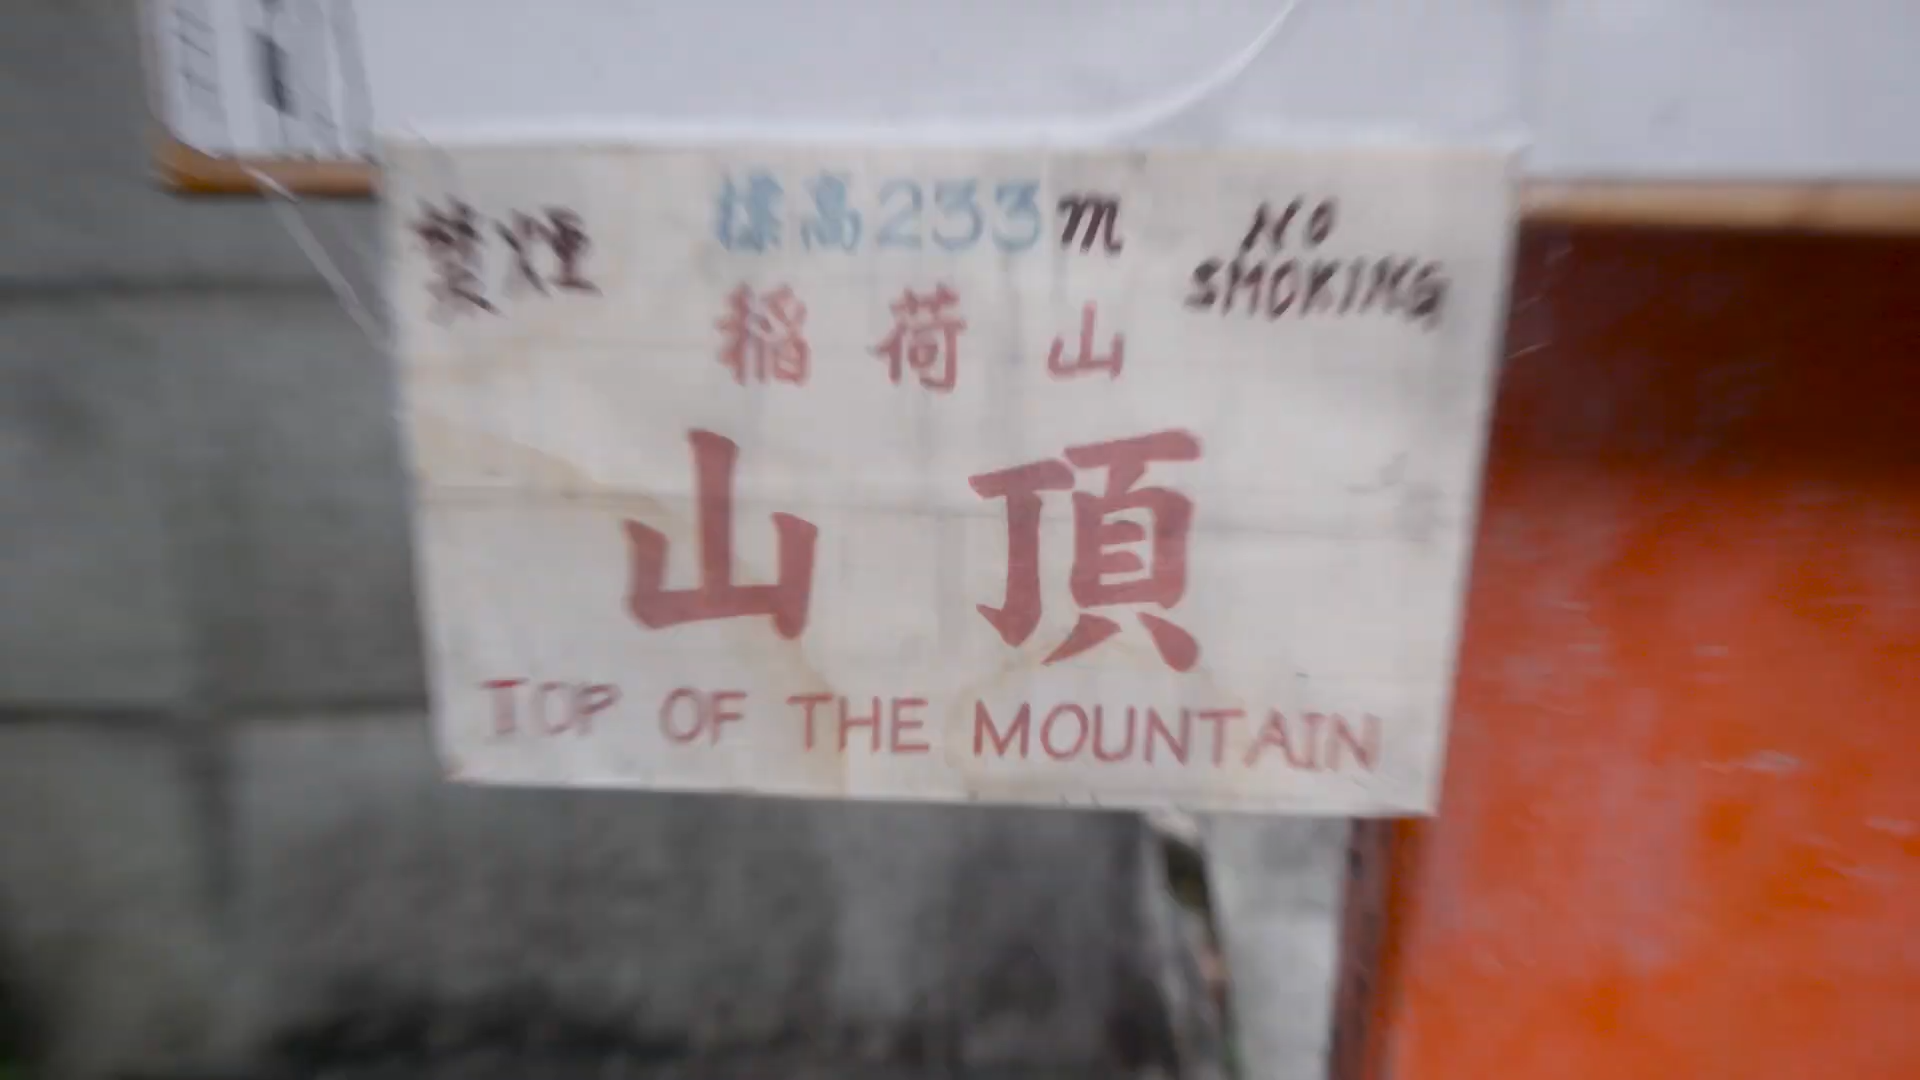 標高233m
禁煙
NO
SMOKING
稲荷山
山頂
TOP OF THE MOUNTAIN